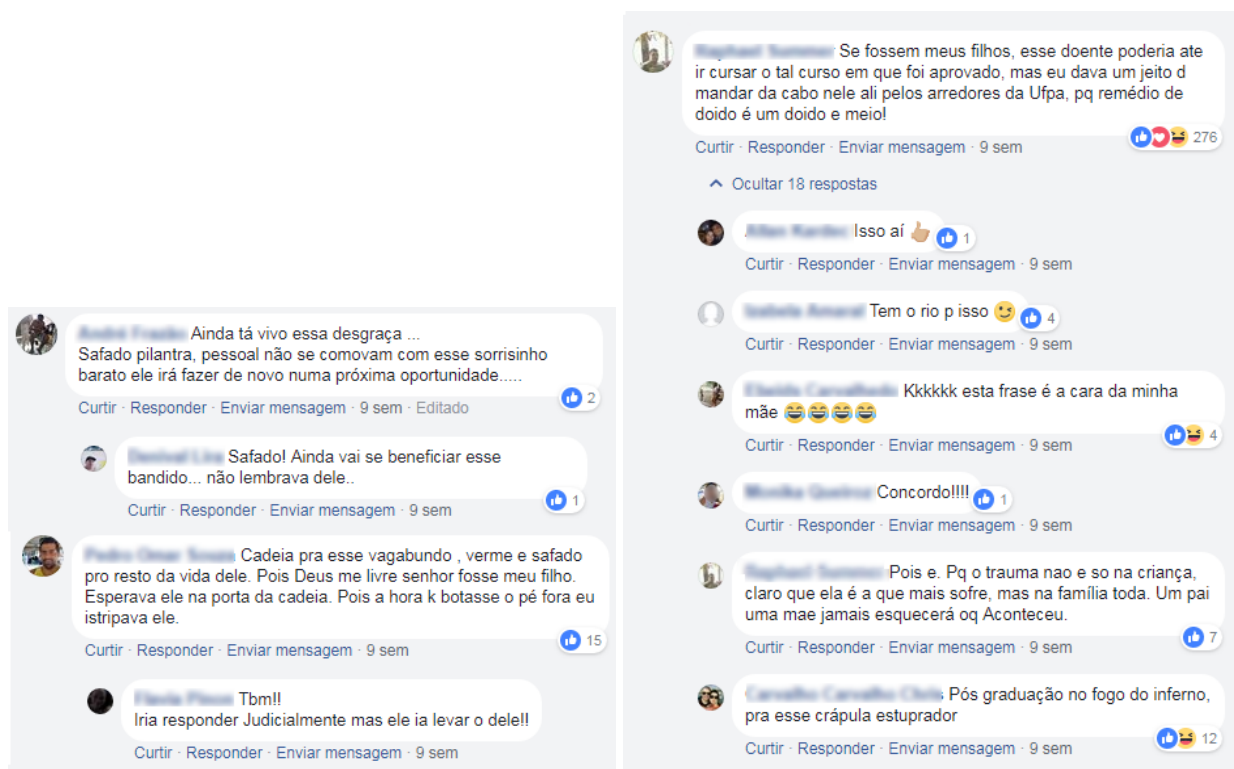 Ainda tá vivo essa desgraça ...
Safado pilantra, pessoal não se comovam com esse sorrisinho
barato ele irá fazer de novo numa próxima oportunidade.....
2
Curtir · Responder · Enviar mensagem · 9 sem · Editado
Safado! Ainda vai se beneficiar esse
bandido... não lembrava dele..
1
Curtir · Responder · Enviar mensagem · 9 sem
Cadeia pra esse vagabundo , verme e safado
pro resto da vida dele. Pois Deus me livre senhor fosse meu filho.
Esperava ele na porta da cadeia. Pois a hora k botasse o pé fora eu
istripava ele.
15
Curtir · Responder · Enviar mensagem · 9 sem
Tbm!!
Iria responder Judicialmente mas ele ia levar o dele!!
Curtir · Responder · Enviar mensagem · 9 sem
Se fossem meus filhos, esse doente poderia ate
ir cursar o tal curso em que foi aprovado, mas eu dava um jeito d
mandar da cabo nele ali pelos arredores da Ufpa, pq remédio de
doido é um doido e meio!
276
Curtir · Responder · Enviar mensagem · 9 sem
Ocultar 18 respostas
Isso aí 👍🏼 1
Curtir · Responder · Enviar mensagem · 9 sem
Tem o rio p isso 😉 4
Curtir · Responder · Enviar mensagem · 9 sem
Kkkkkk esta frase é a cara da minha
mãe 😂😂😂😂
4
Curtir · Responder · Enviar mensagem · 9 sem
Concordo!!!! 1
Curtir · Responder · Enviar mensagem · 9 sem
Pois e. Pq o trauma nao e so na criança,
claro que ela é a que mais sofre, mas na família toda. Um pai
uma mae jamais esquecerá oq Aconteceu.
7
Curtir · Responder · Enviar mensagem · 9 sem
Pós graduação no fogo do inferno,
pra esse crápula estuprador
12
Curtir · Responder · Enviar mensagem · 9 sem